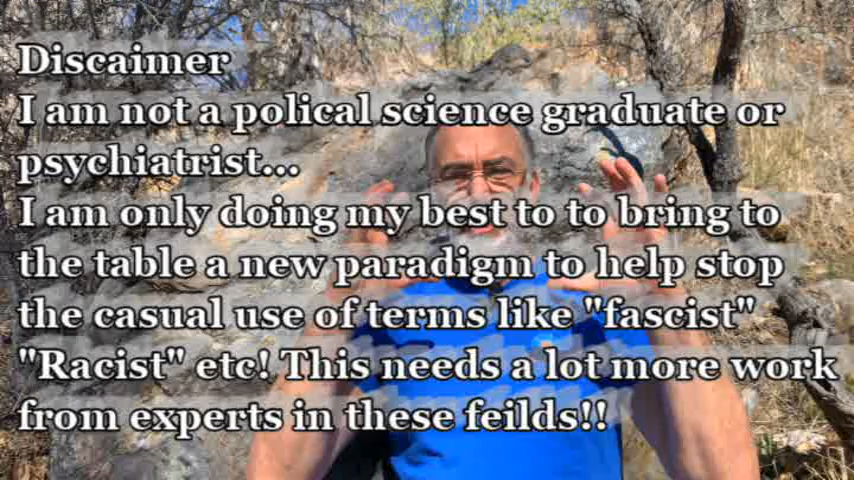 Discaimer
I am not a polical science graduate or
psychiatrist...
I am only doing my best to to bring to
the table a new paradigm to help stop
the casual use of terms like "fascist"
"Racist" etc! This needs a lot more work
from experts in these feilds!!